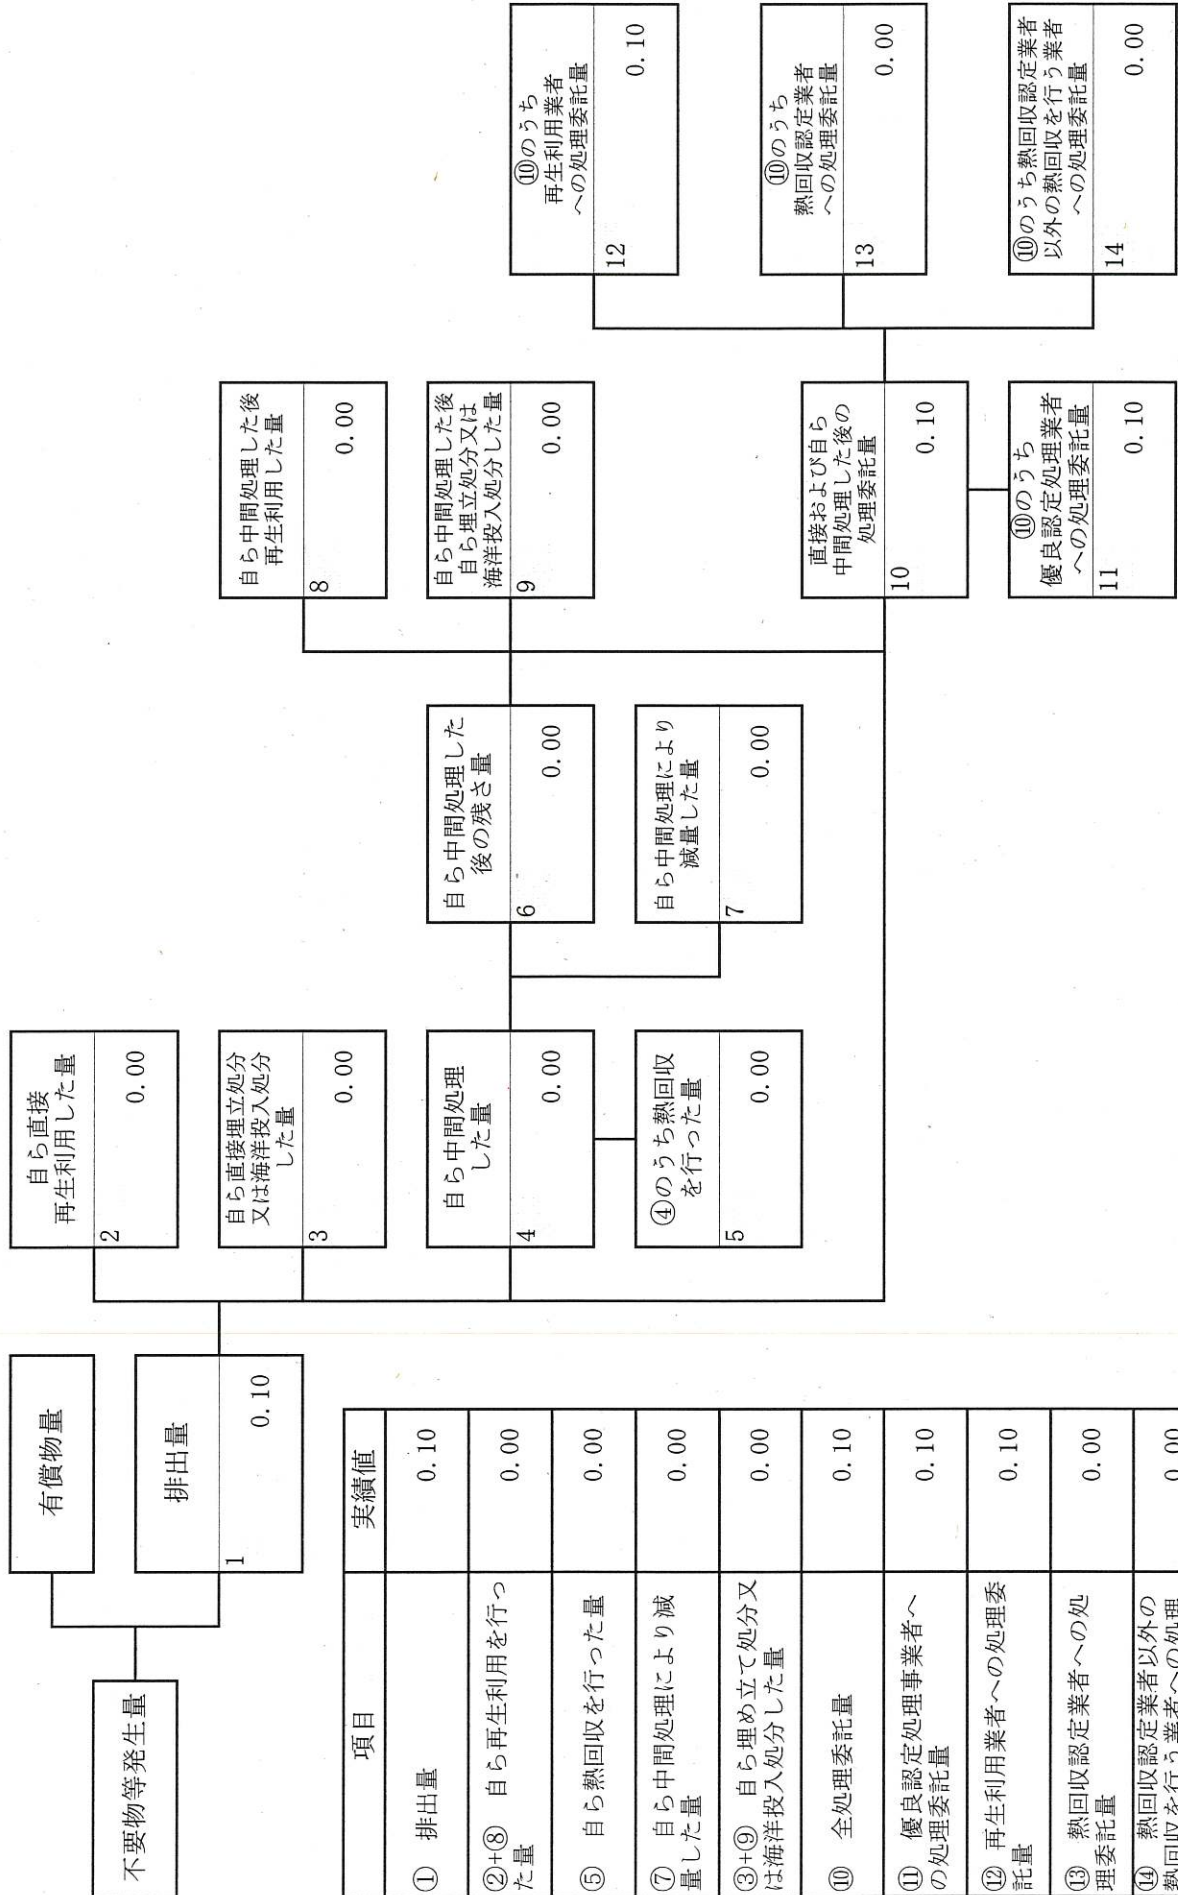 不要物等発生量
有償物量
排出量
1
0.10
自ら直接
再生利用した量
2
0.00
自ら直接埋立処分
又は海洋投入処分
した量
3
0.00
自ら中間処理
した量
4
0.00
④のうち熱回収
を行った量
5
0.00
自ら中間処理した
後の残さ量
6
0.00
自ら中間処理により
減量した量
7
0.00
自ら中間処理した後
再生利用した量
8
0.00
自ら中間処理した後
自ら埋立処分又は
海洋投入処分した量
9
0.00
直接および自ら
中間処理した後の
処理委託量
10
0.10
⑩のうち
優良認定処理業者
への処理委託量
11
0.10
⑩のうち
再生利用業者
への処理委託量
12
0.10
⑩のうち
熱回収認定業者
への処理委託量
13
0.00
⑩のうち熱回収認定業者
以外の熱回収を行う業者
への処理委託量
14
0.00
項目 実績値
① 排出量 0.10
②+⑧ 自ら再生利用を行っ
た量 0.00
⑤ 自ら熱回収を行った量 0.00
⑦ 自ら中間処理により減
量した量 0.00
③+⑨ 自ら埋め立て処分又
は海洋投入処分した量 0.00
⑩ 全処理委託量 0.10
⑪ 優良認定処理事業者へ
の処理委託量 0.10
⑫ 再生利用業者への処理委
託量 0.10
⑬ 熱回収認定業者への処
理委託量 0.00
⑭ 熱回収認定業者以外の
熱回収を行う業者への処理
0.00